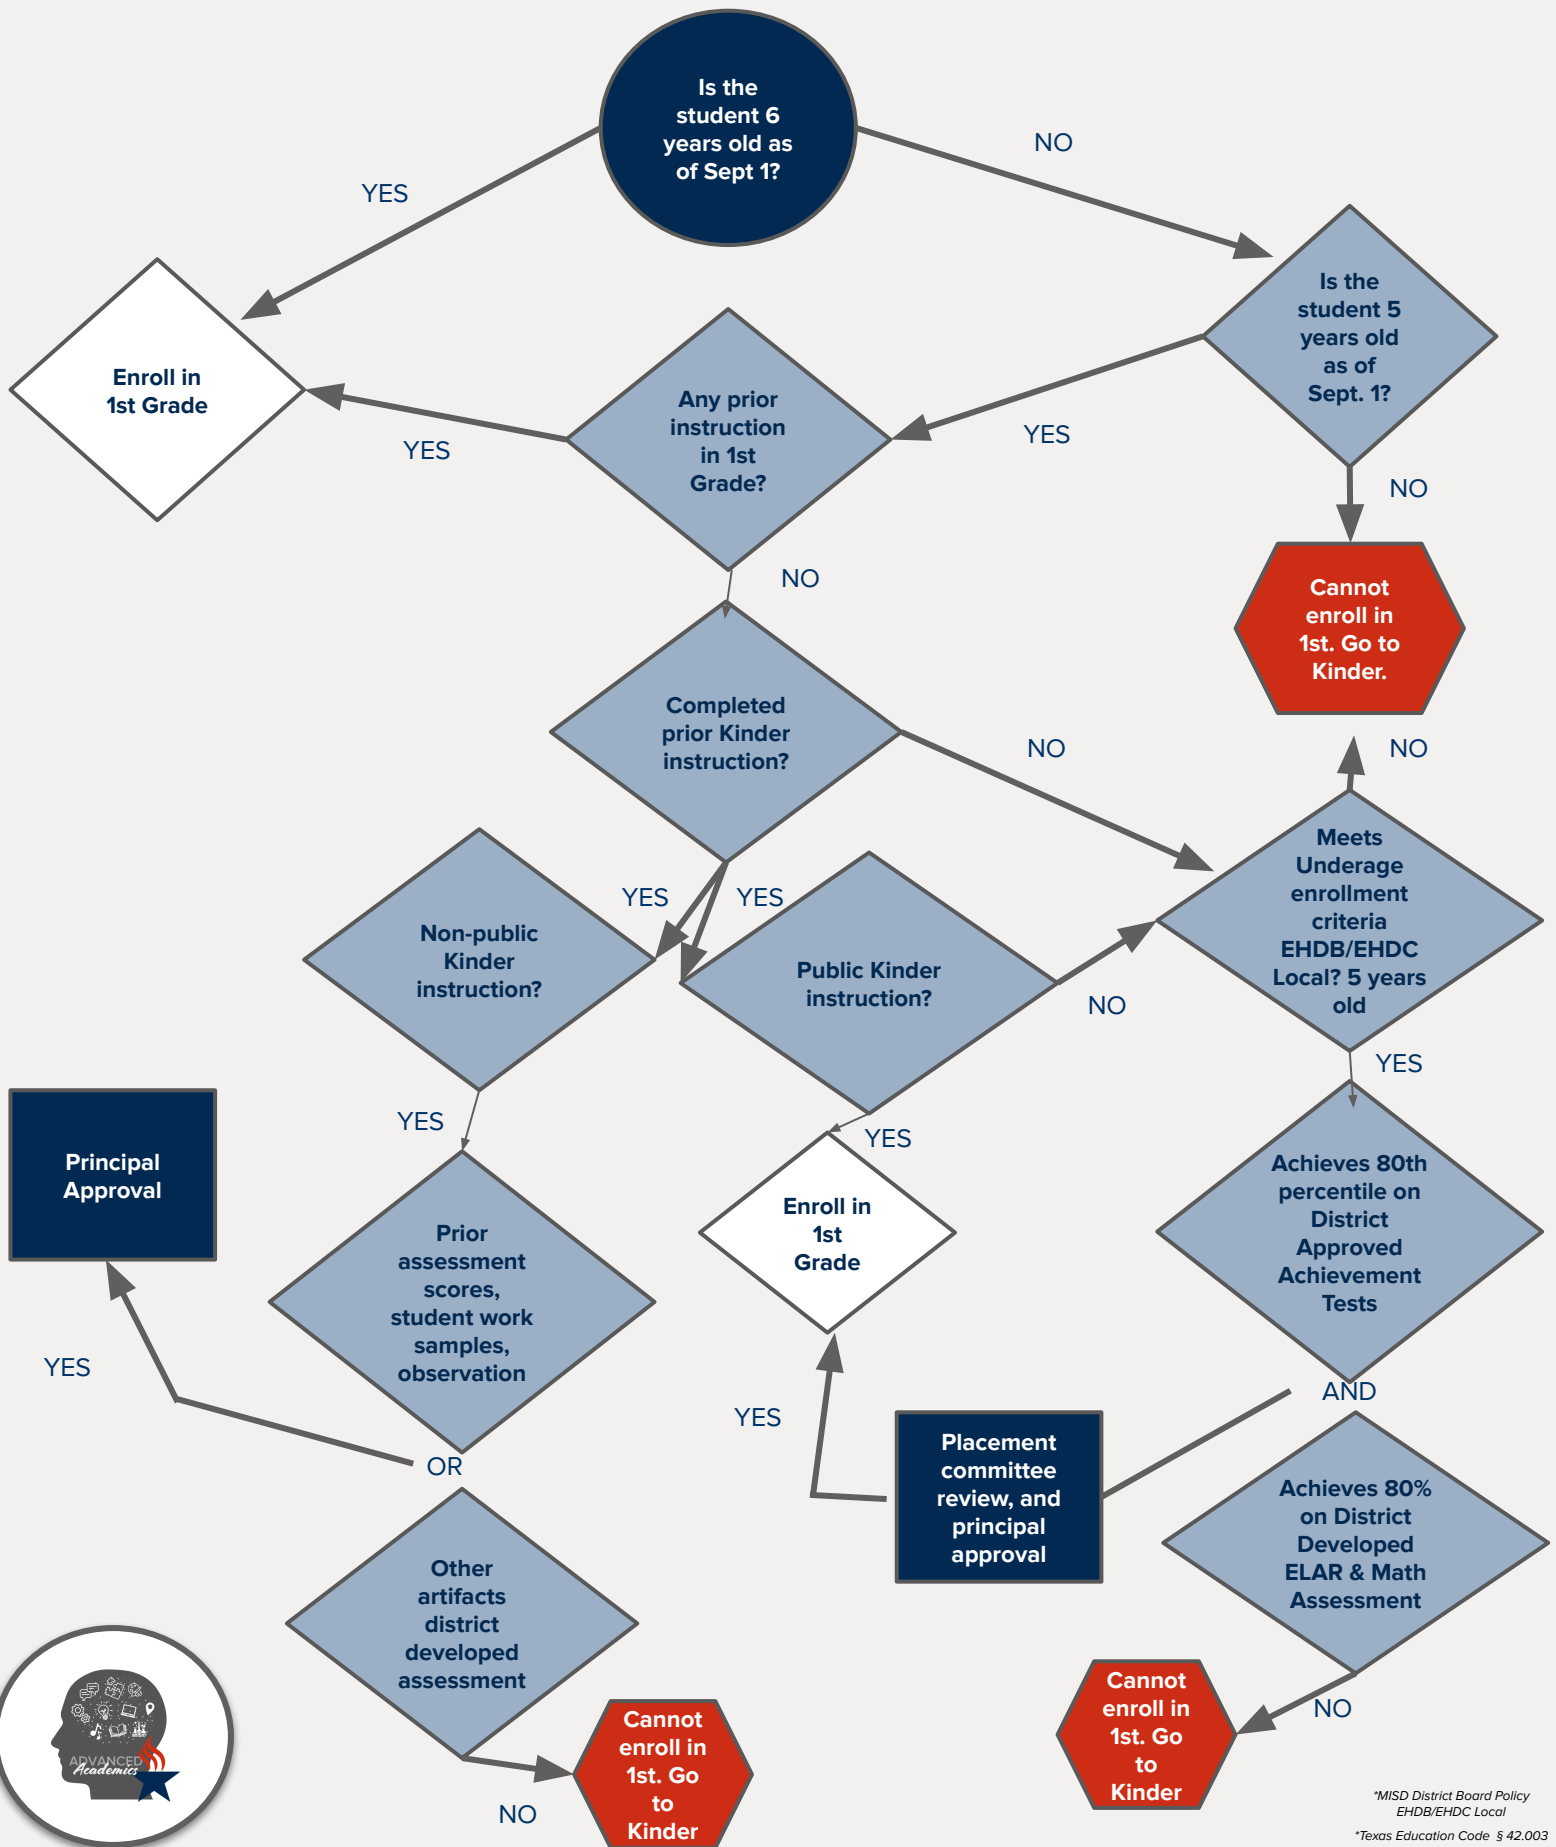 Is the
student 6
years old as
of Sept 1?
NO
YES
Is the
student 5
years old
as of
Sept. 1?
Enroll in
1st Grade
Any prior
instruction
in 1st
Grade?
YES
YES
NO
NO
Cannot
enroll in
1st. Go to
Kinder.
Completed
prior Kinder
instruction?
NO
NO
Meets
Underage
enrollment
criteria
EHDB/EHDC
Local? 5 years
old
YES
YES
Non-public
Kinder
instruction?
Public Kinder
instruction?
NO
YES
YES
YES
Principal
Approval
Prior
assessment
scores,
student work
samples,
observation
Enroll in
1st
Grade
Achieves 80th
percentile on
District
Approved
Achievement
Tests
YES
YES
AND
OR
Placement
committee
review, and
principal
approval
Achieves 80%
on District
Developed
ELAR & Math
Assessment
Other
artifacts
district
developed
assessment
Cannot
enroll in
1st. Go
to
Kinder
NO
Cannot
enroll in
1st. Go
to
Kinder
NO
ADVANCED
Academics
*MISD District Board Policy
EHDB/EHDC Local
*Texas Education Code § 42.003